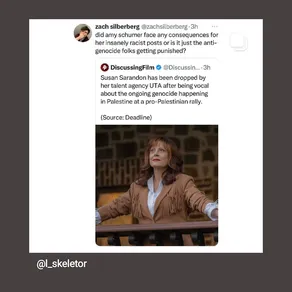 zach silberberg @zachsilberberg · 3h
did amy schumer face any consequences for
her insanely racist posts or is it just the anti-
genocide folks getting punished?
DiscussingFilm @Discussin... · 3h
Susan Sarandon has been dropped by
her talent agency UTA after being vocal
about the ongoing genocide happening
in Palestine at a pro-Palestinian rally.
(Source: Deadline)
@l_skeletor